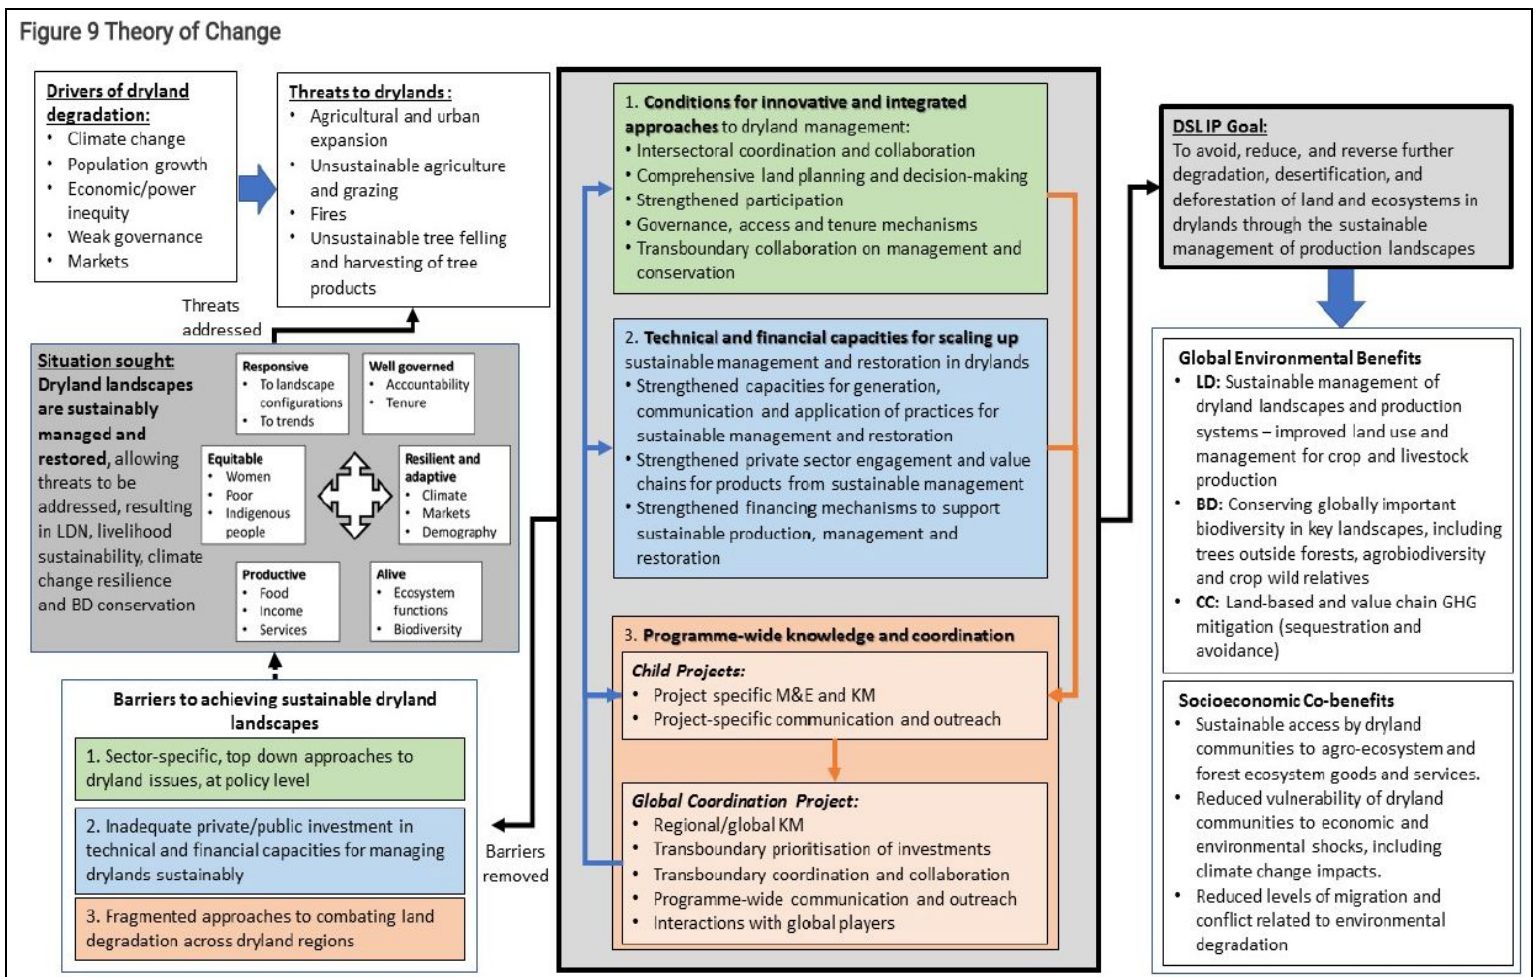 Figure 9 Theory of Change
Drivers of dryland
degradation:
• Climate change
• Population growth
• Economic/power
inequity
• Weak governance
• Markets
Threats to drylands :
• Agricultural and urban
expansion
• Unsustainable agriculture
and grazing
• Fires
• Unsustainable tree felling
and harvesting of tree
products
Threats
addressed
Situation sought:
Dryland landscapes
are sustainably
managed and
restored, allowing
threats to be
addressed, resulting
in LDN, livelihood
sustainability, climate
change resilience
and BD conservation
Responsive
• To landscape
configurations
• To trends
Well governed
• Accountability
• Tenure
Equitable
• Women
• Poor
• Indigenous
people
Resilient and
adaptive
• Climate
• Markets
• Demography
Productive
• Food
• Income
• Services
Alive
• Ecosystem
functions
• Biodiversity
Barriers to achieving sustainable dryland
landscapes
1. Sector-specific, top down approaches to
dryland issues, at policy level
2. Inadequate private/public investment in
technical and financial capacities for managing
drylands sustainably
3. Fragmented approaches to combating land
degradation across dryland regions
Barriers
removed
1. Conditions for innovative and integrated
approaches to dryland management:
• Intersectoral coordination and collaboration
• Comprehensive land planning and decision-making
• Strengthened participation
• Governance, access and tenure mechanisms
• Transboundary collaboration on management and
conservation
2. Technical and financial capacities for scaling up
sustainable management and restoration in drylands
• Strengthened capacities for generation,
communication and application of practices for
sustainable management and restoration
• Strengthened private sector engagement and value
chains for products from sustainable management
• Strengthened financing mechanisms to support
sustainable production, management and
restoration
3. Programme-wide knowledge and coordination
Child Projects:
• Project specific M&E and KM
• Project-specific communication and outreach
Global Coordination Project:
• Regional/global KM
• Transboundary prioritisation of investments
• Transboundary coordination and collaboration
• Programme-wide communication and outreach
• Interactions with global players
DSL IP Goal:
To avoid, reduce, and reverse further
degradation, desertification, and
deforestation of land and ecosystems in
drylands through the sustainable
management of production landscapes
Global Environmental Benefits
• LD: Sustainable management of
dryland landscapes and production
systems – improved land use and
management for crop and livestock
production
• BD: Conserving globally important
biodiversity in key landscapes, including
trees outside forests, agrobiodiversity
and crop wild relatives
• CC: Land-based and value chain GHG
mitigation (sequestration and
avoidance)
Socioeconomic Co-benefits
• Sustainable access by dryland
communities to agro-ecosystem and
forest ecosystem goods and services.
• Reduced vulnerability of dryland
communities to economic and
environmental shocks, including
climate change impacts.
• Reduced levels of migration and
conflict related to environmental
degradation